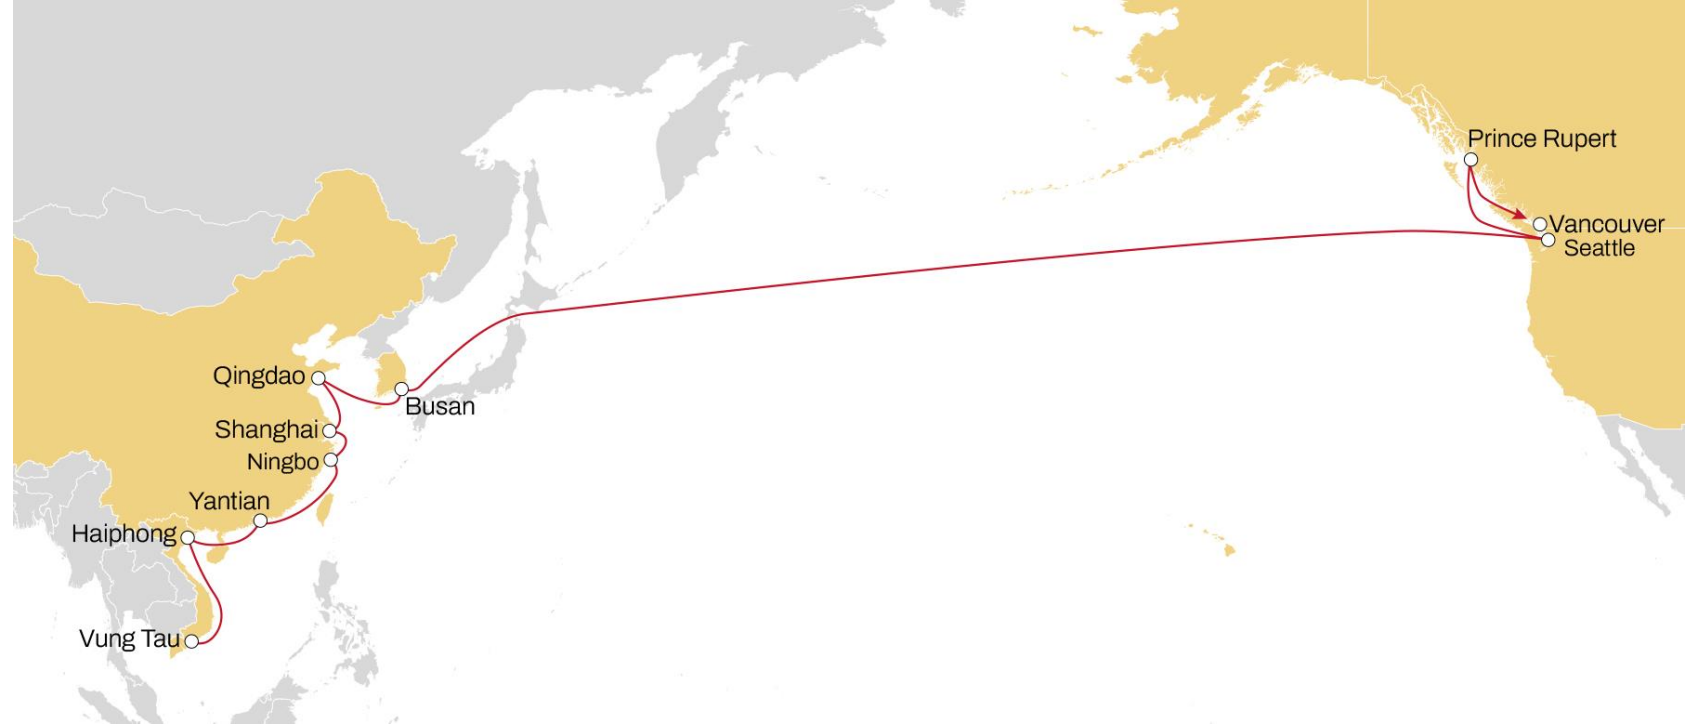 Prince Rupert
Vancouver
Seattle
Qingdao
Busan
Shanghai
Ningbo
Yantian
Haiphong
Vung Tau